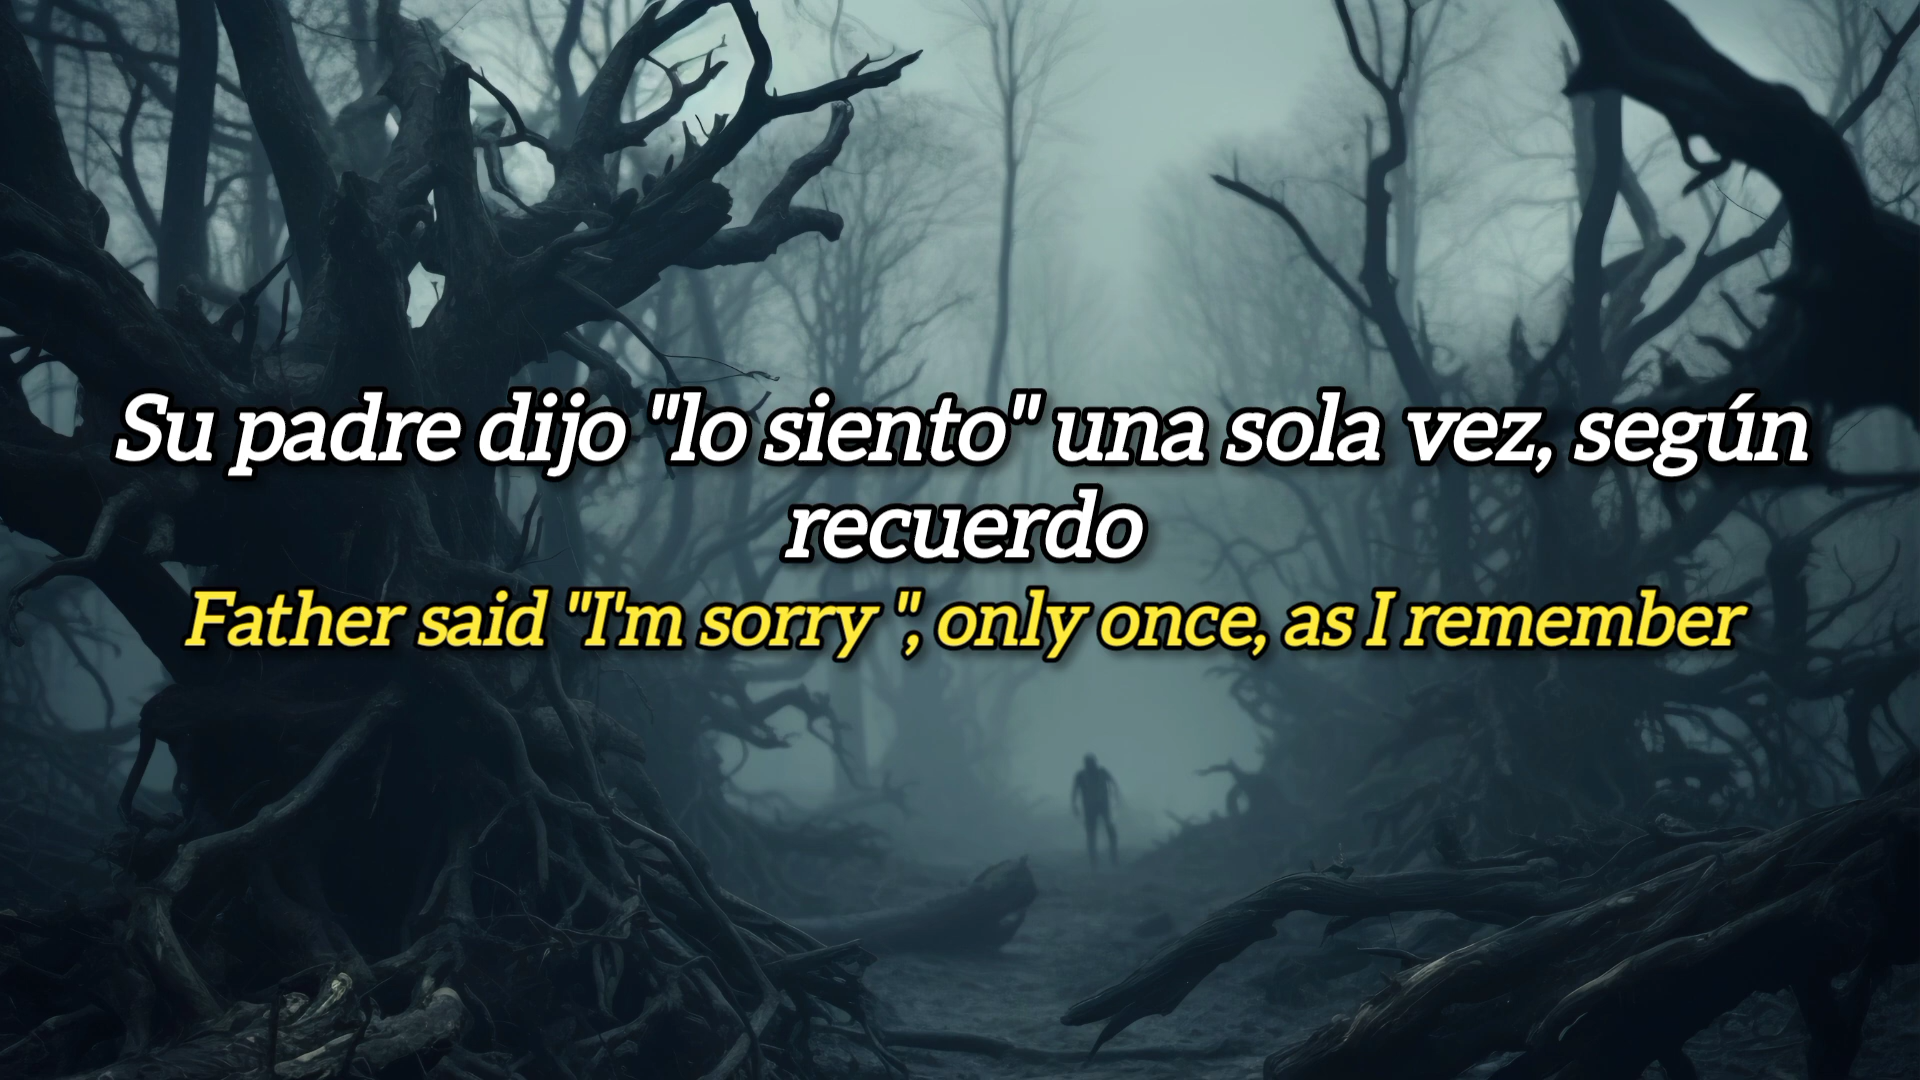 Su padre dijo "lo siento" una sola vez, según
recuerdo
Father said "I'm sorry ", only once, as I remember